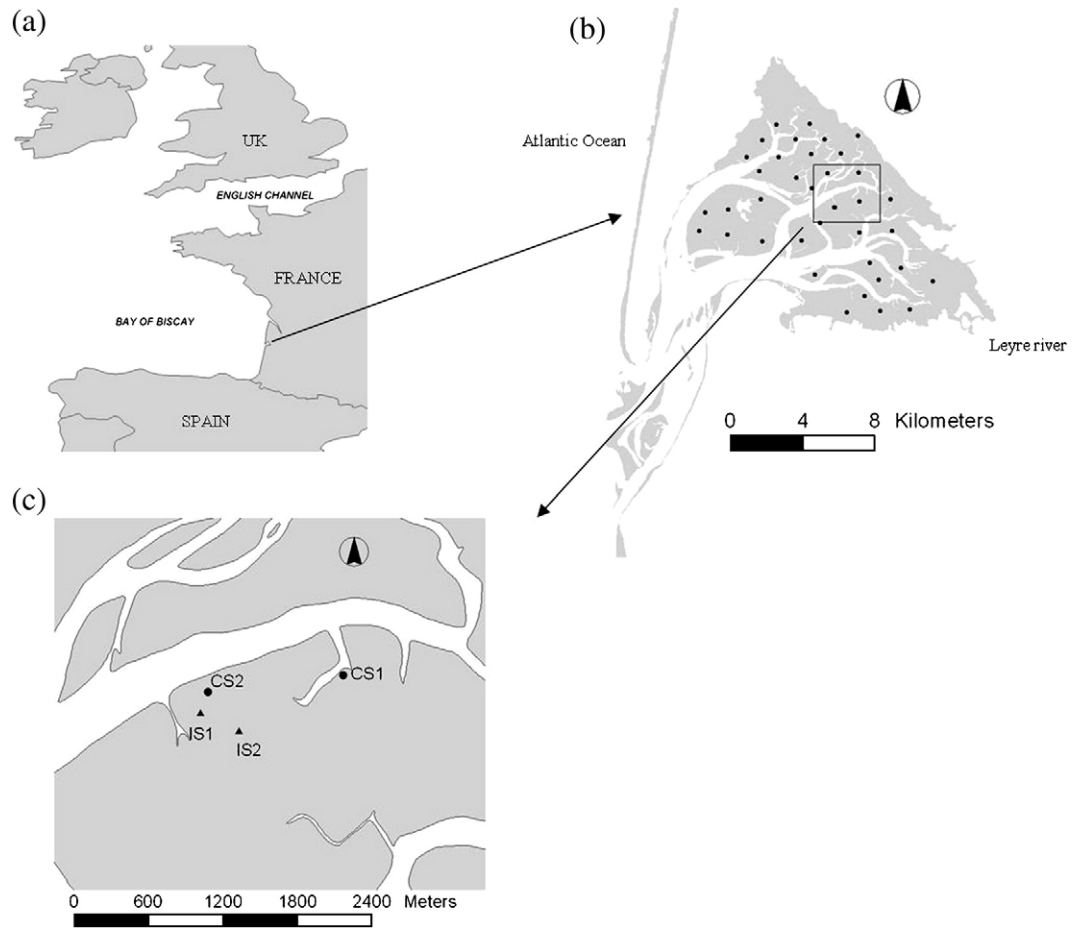 (a)
UK
ENGLISH CHANNEL
FRANCE
BAY OF BISCAY
SPAIN
(b)
Atlantic Ocean
Leyre river
0 4 8 Kilometers
(c)
CS2
CS1
IS1
IS2
0 600 1200 1800 2400 Meters